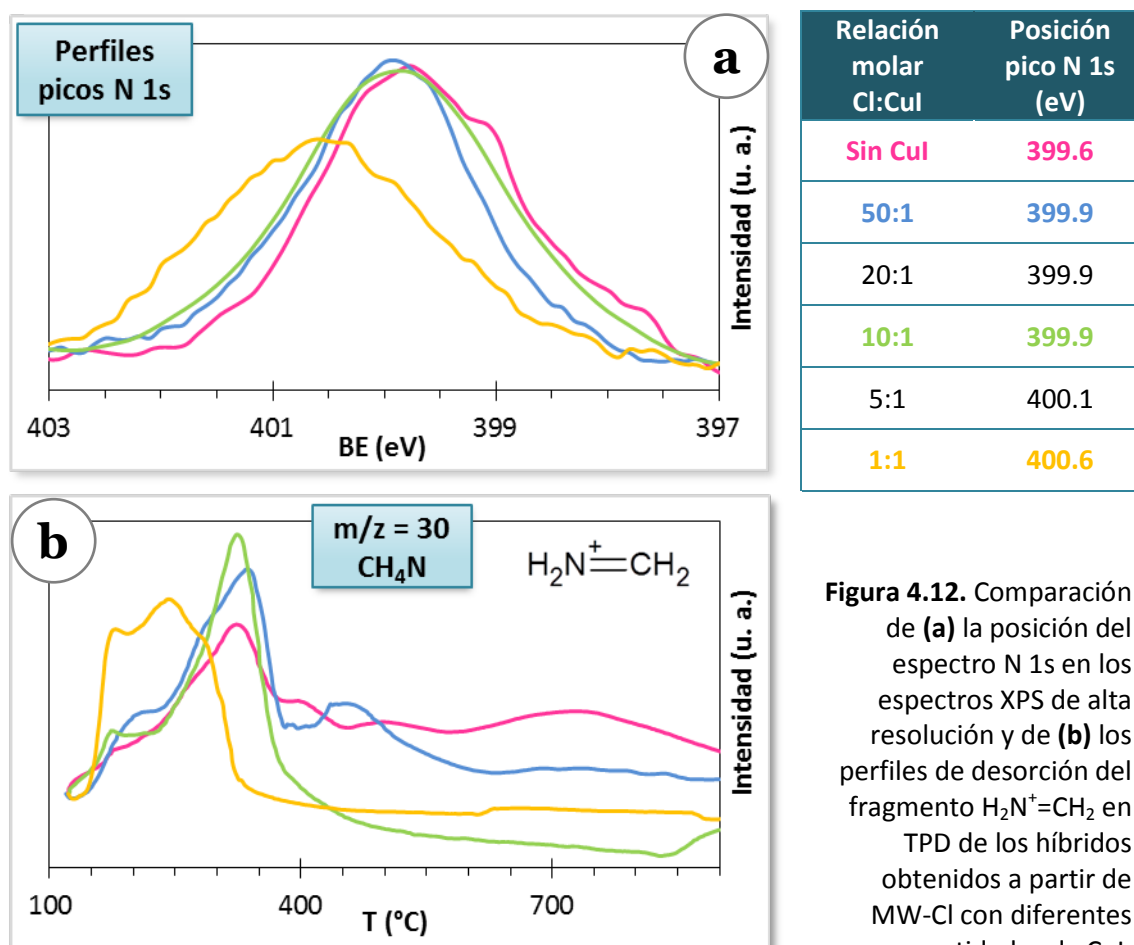 Perfiles
picos N 1s
a
Intensidad (u. a.)
403 401 399 397
BE (eV)
Relación molar Cl:CuI Posición pico N 1s (eV)
Sin CuI 399.6
50:1 399.9
20:1 399.9
10:1 399.9
5:1 400.1
1:1 400.6
b
m/z = 30
CH₄N
H₂N⁺=CH₂
Intensidad (u. a.)
100 400 700
T (°C)
Figura 4.12. Comparación
de (a) la posición del
espectro N 1s en los
espectros XPS de alta
resolución y de (b) los
perfiles de desorción del
fragmento H₂N⁺=CH₂ en
TPD de los híbridos
obtenidos a partir de
MW-Cl con diferentes